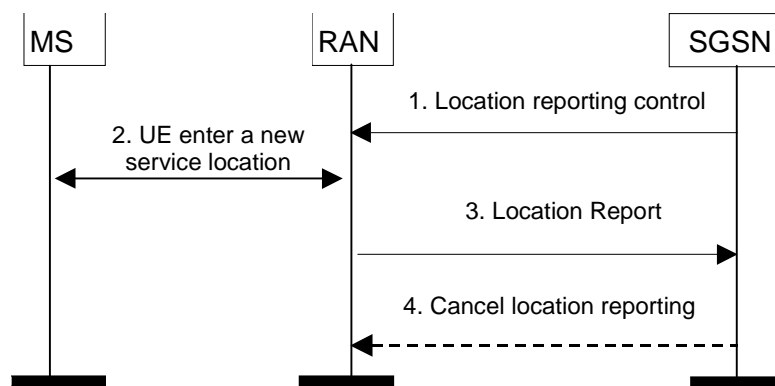 MS
RAN
SGSN
1. Location reporting control
2. UE enter a new
service location
3. Location Report
4. Cancel location reporting